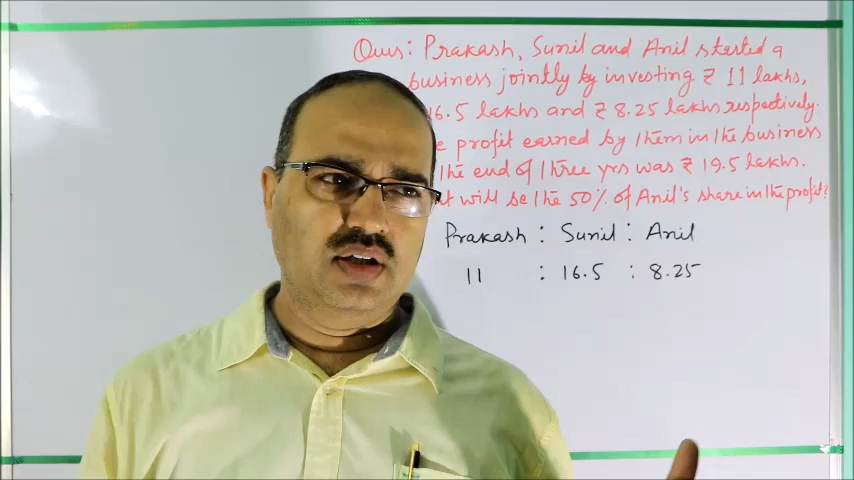 Ques: Prakash, Sunil and Anil started a
business jointly by investing ₹ 11 lakhs,
16.5 lakhs and ₹ 8.25 lakhs respectively.
profit earned by them in the business
the end of three yrs was ₹ 19.5 lakhs.
will be the 50% of Anil's share in the profit?
Prakash : Sunil : Anil
11 : 16.5 : 8.25